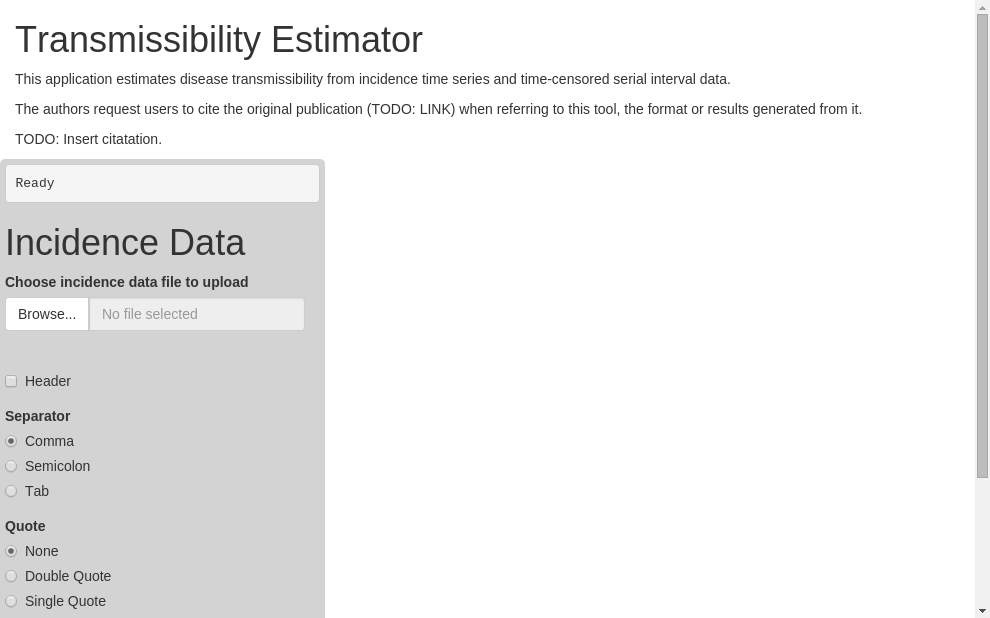 Transmissibility Estimator
This application estimates disease transmissibility from incidence time series and time-censored serial interval data.
The authors request users to cite the original publication (TODO: LINK) when referring to this tool, the format or results generated from it.
TODO: Insert citatation.
Ready
Incidence Data
Choose incidence data file to upload
Browse... No file selected
Header
Separator
Comma
Semicolon
Tab
Quote
None
Double Quote
Single Quote